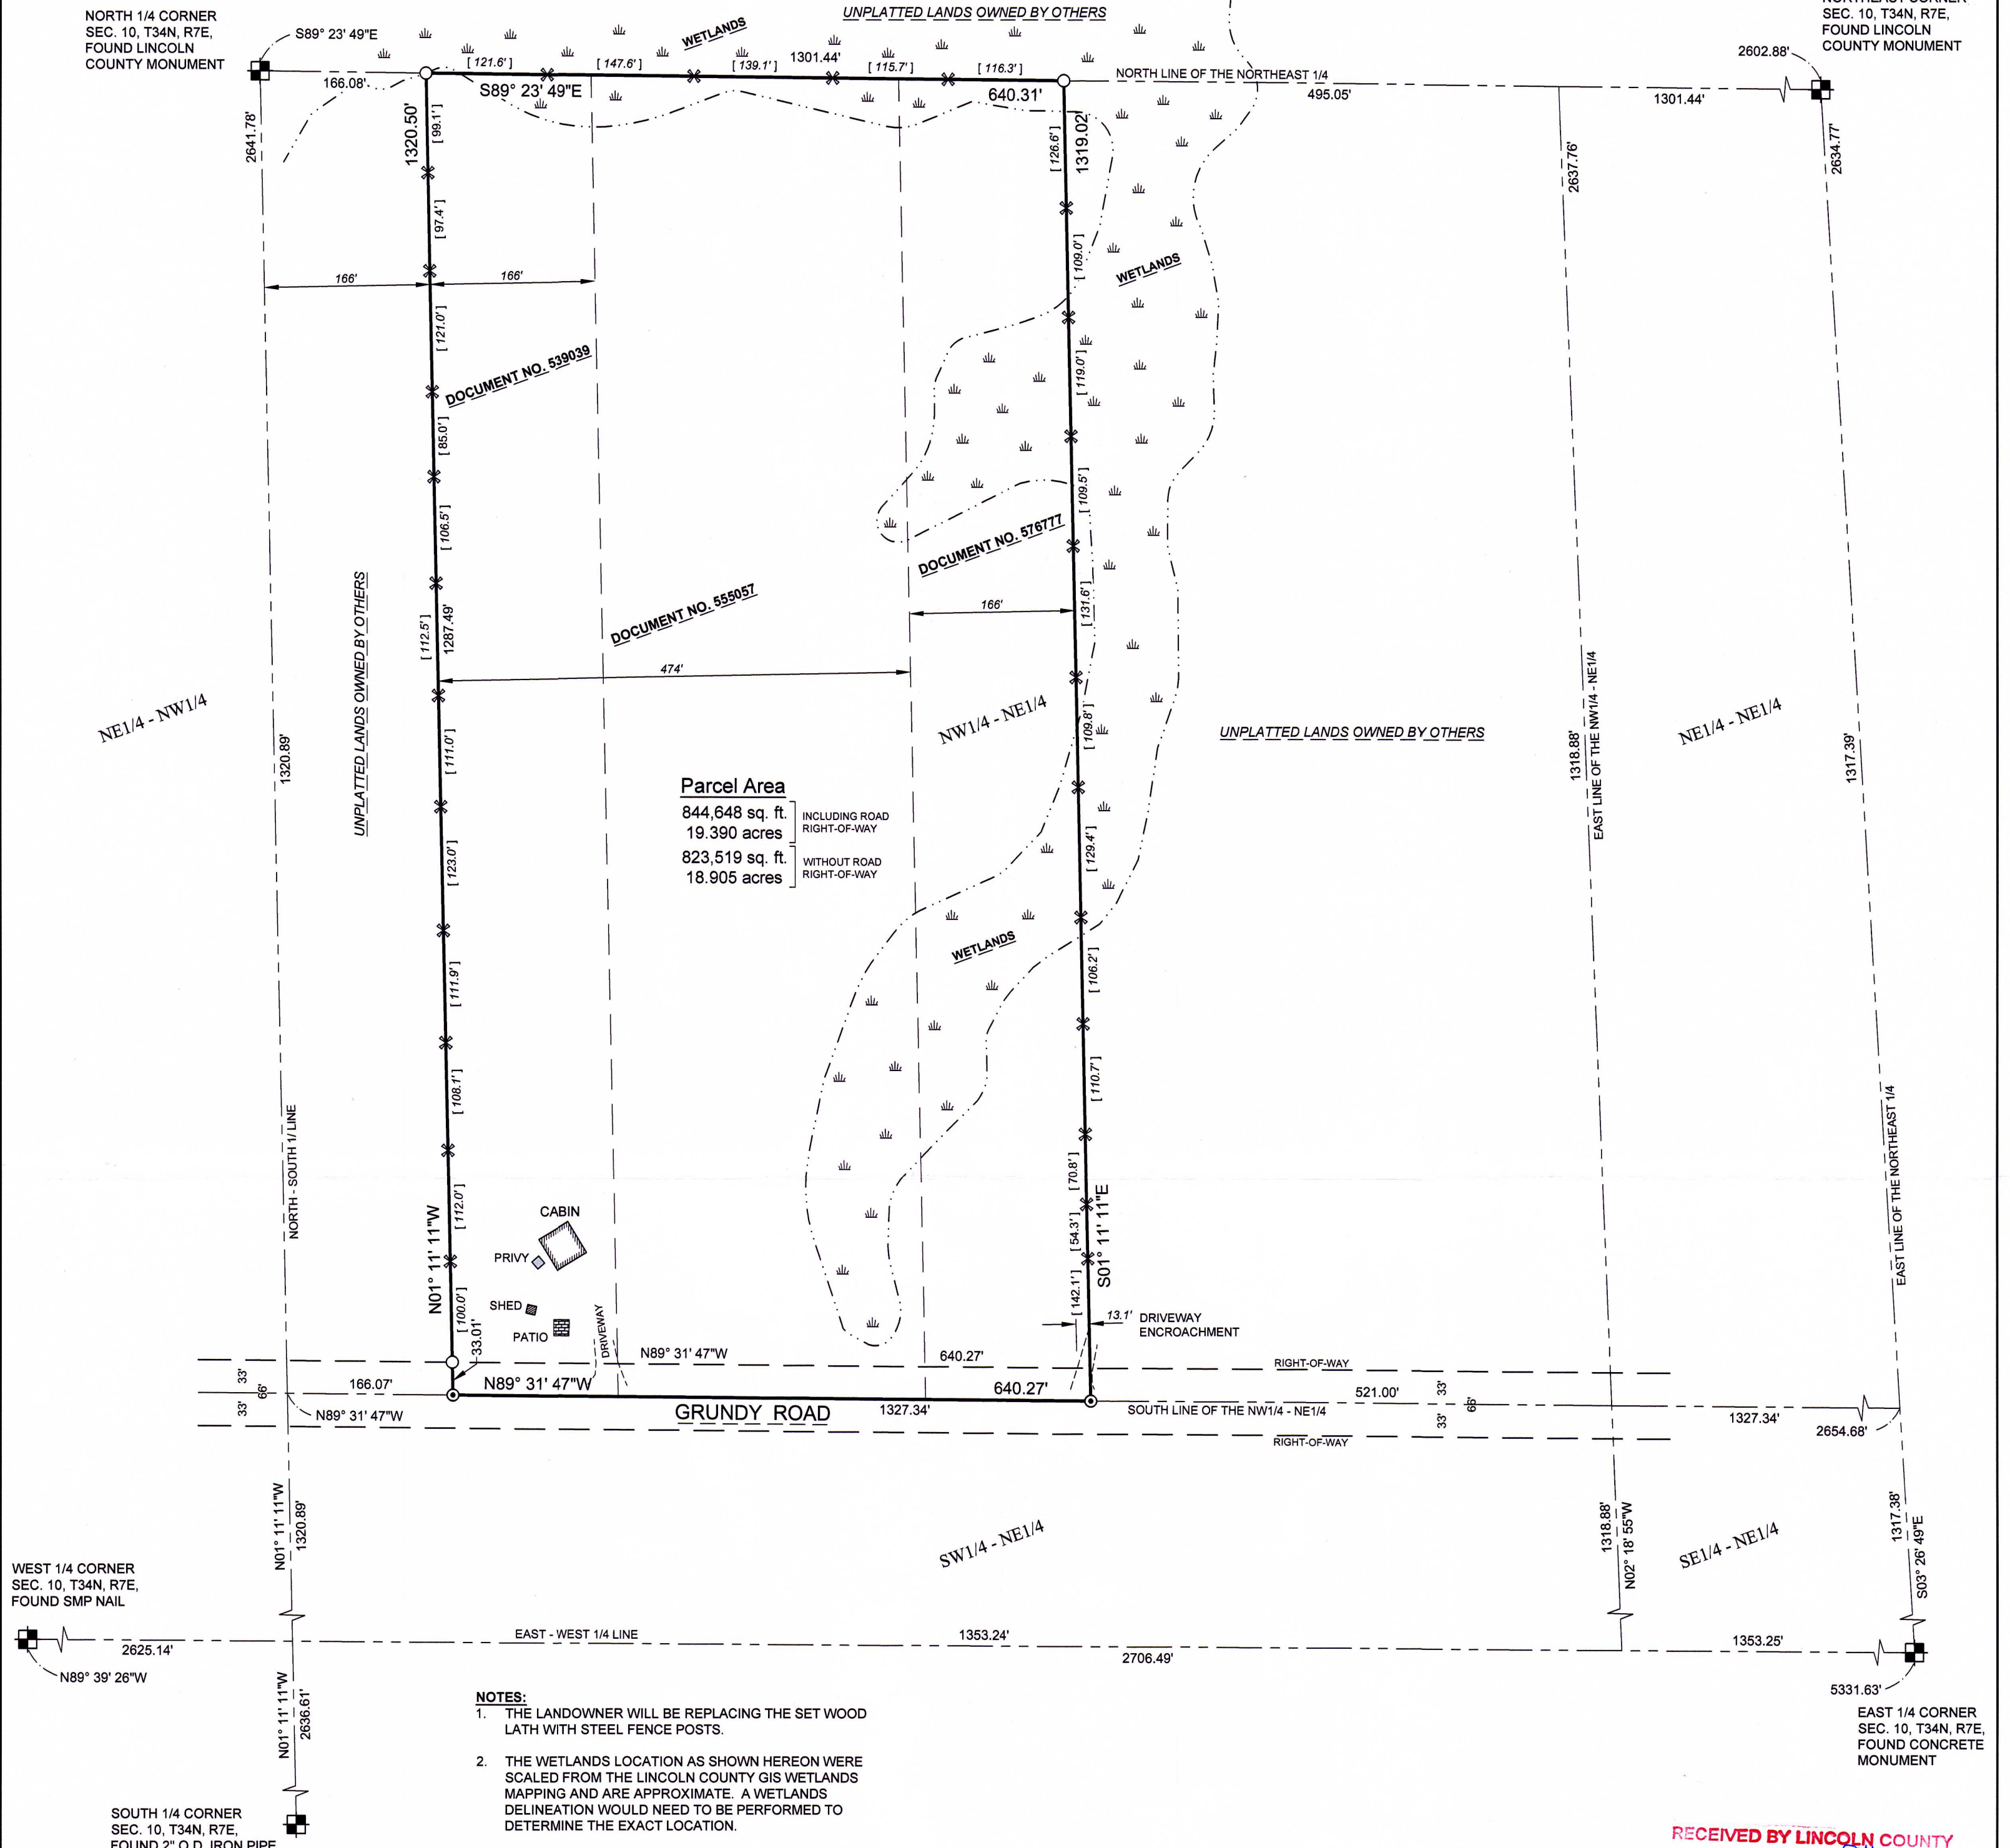 UNPLATTED LANDS OWNED BY OTHERS
NORTH 1/4 CORNER
SEC. 10, T34N, R7E,
FOUND LINCOLN
COUNTY MONUMENT
S89° 23' 49"E
WETLANDS
NORTHEAST CORNER
SEC. 10, T34N, R7E,
FOUND LINCOLN
COUNTY MONUMENT
2602.88'
[ 121.6' ]
[ 147.6' ]
[ 139.1' ]
1301.44'
[ 115.7' ]
[ 116.3' ]
NORTH LINE OF THE NORTHEAST 1/4
166.08'
S89° 23' 49"E
640.31'
495.05'
1301.44'
2641.78'
1320.50'
[ 99.1' ]
[ 126.6' ]
1319.02'
2637.76'
2634.77'
[ 97.4' ]
[ 109.0' ]
WETLANDS
166'
166'
[ 121.0' ]
[ 119.0' ]
DOCUMENT NO. 539039
[ 85.0' ]
[ 109.5' ]
[ 106.5' ]
DOCUMENT NO. 576777
UNPLATTED LANDS OWNED BY OTHERS
[ 112.5' ]
1287.49'
DOCUMENT NO. 555057
166'
[ 131.6' ]
474'
NE1/4 - NW1/4
NW1/4 - NE1/4
[ 109.8' ]
UNPLATTED LANDS OWNED BY OTHERS
EAST LINE OF THE NW1/4 - NE1/4
NE1/4 - NE1/4
1320.89'
[ 111.0' ]
1318.88'
1317.39'
Parcel Area
844,648 sq. ft.
19.390 acres
INCLUDING ROAD
RIGHT-OF-WAY
823,519 sq. ft.
18.905 acres
WITHOUT ROAD
RIGHT-OF-WAY
[ 123.0' ]
[ 129.4' ]
WETLANDS
[ 111.9' ]
[ 106.2' ]
[ 108.1' ]
[ 110.7' ]
NORTH - SOUTH 1/ LINE
EAST LINE OF THE NORTHEAST 1/4
N01° 11' 11"W
[ 112.0' ]
CABIN
PRIVY
[ 70.8' ]
[ 54.3' ]
S01° 11' 11"E
[ 100.0' ]
SHED
PATIO
DRIVEWAY
[ 142.1' ]
13.1'
DRIVEWAY
ENCROACHMENT
33.01'
N89° 31' 47"W
640.27'
RIGHT-OF-WAY
33'
66'
33'
166.07'
N89° 31' 47"W
640.27'
521.00'
33'
66'
33'
N89° 31' 47"W
GRUNDY ROAD
1327.34'
SOUTH LINE OF THE NW1/4 - NE1/4
1327.34'
2654.68'
RIGHT-OF-WAY
N01° 11' 11"W
1320.89'
SW1/4 - NE1/4
1318.88'
N02° 18' 55"W
SE1/4 - NE1/4
1317.38'
S03° 26' 49"E
WEST 1/4 CORNER
SEC. 10, T34N, R7E,
FOUND SMP NAIL
2625.14'
EAST - WEST 1/4 LINE
1353.24'
1353.25'
2706.49'
N89° 39' 26"W
5331.63'
N01° 11' 11"W
2636.61'
EAST 1/4 CORNER
SEC. 10, T34N, R7E,
FOUND CONCRETE
MONUMENT
NOTES:
1. THE LANDOWNER WILL BE REPLACING THE SET WOOD
LATH WITH STEEL FENCE POSTS.
2. THE WETLANDS LOCATION AS SHOWN HEREON WERE
SCALED FROM THE LINCOLN COUNTY GIS WETLANDS
MAPPING AND ARE APPROXIMATE. A WETLANDS
DELINEATION WOULD NEED TO BE PERFORMED TO
DETERMINE THE EXACT LOCATION.
SOUTH 1/4 CORNER
SEC. 10, T34N, R7E,
FOUND 2" O.D. IRON PIPE
RECEIVED BY LINCOLN COUNTY